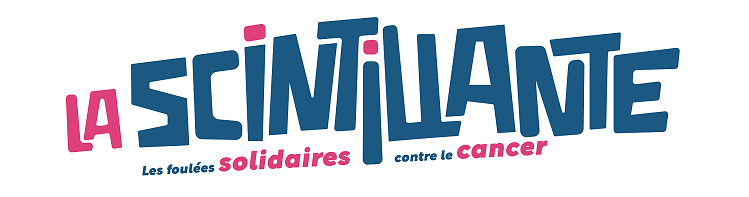 LA SCINTILLANTE
Les foulées solidaires contre le cancer